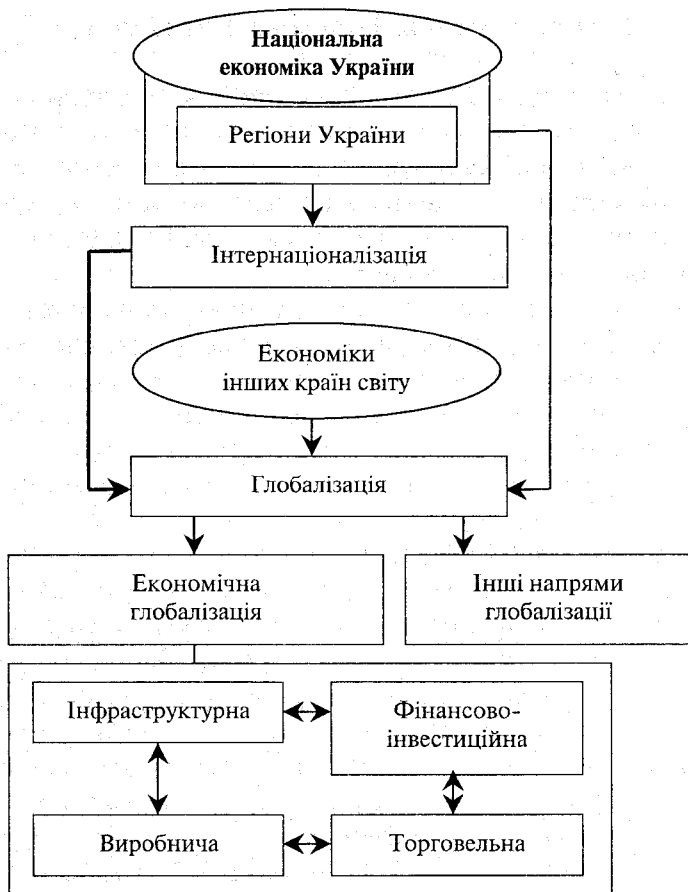 Національна
економіка України
Регіони України
Інтернаціоналізація
Економіки
інших країн світу
Глобалізація
Економічна
глобалізація
Інші напрями
глобалізації
Інфраструктурна
Фінансово-
інвестиційна
Виробнича
Торговельна